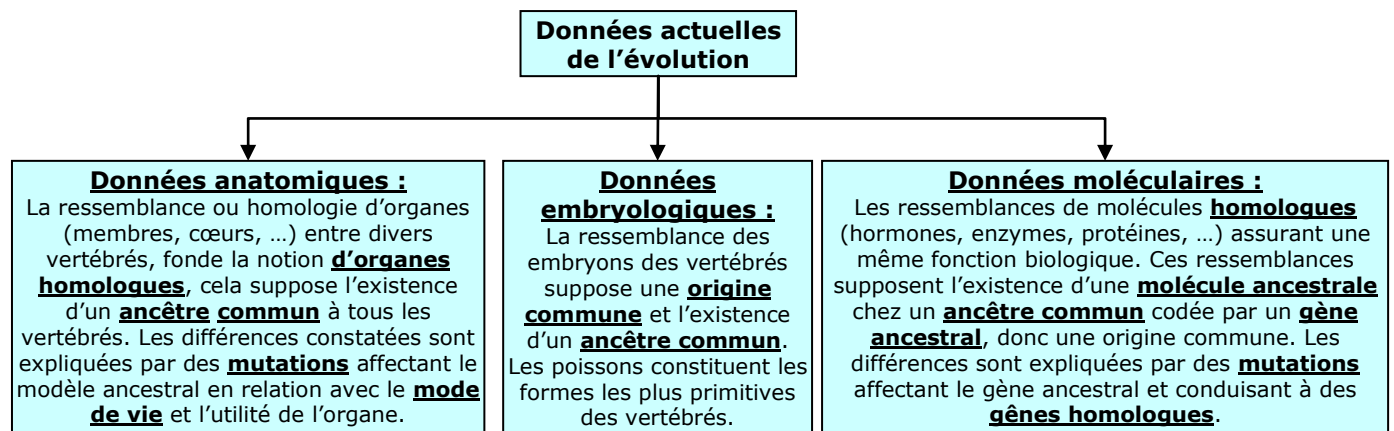 Données actuelles
de l'évolution
Données anatomiques :
La ressemblance ou homologie d'organes
(membres, cœurs, …) entre divers
vertébrés, fonde la notion d'organes
homologues, cela suppose l'existence
d'un ancêtre commun à tous les
vertébrés. Les différences constatées sont
expliquées par des mutations affectant le
modèle ancestral en relation avec le mode
de vie et l'utilité de l'organe.
Données
embryologiques :
La ressemblance des
embryons des vertébrés
suppose une origine
commune et l'existence
d'un ancêtre commun.
Les poissons constituent les
formes les plus primitives
des vertébrés.
Données moléculaires :
Les ressemblances de molécules homologues
(hormones, enzymes, protéines, …) assurant une
même fonction biologique. Ces ressemblances
supposent l'existence d'une molécule ancestrale
chez un ancêtre commun codée par un gène
ancestral, donc une origine commune. Les
différences sont expliquées par des mutations
affectant le gène ancestral et conduisant à des
gênes homologues.